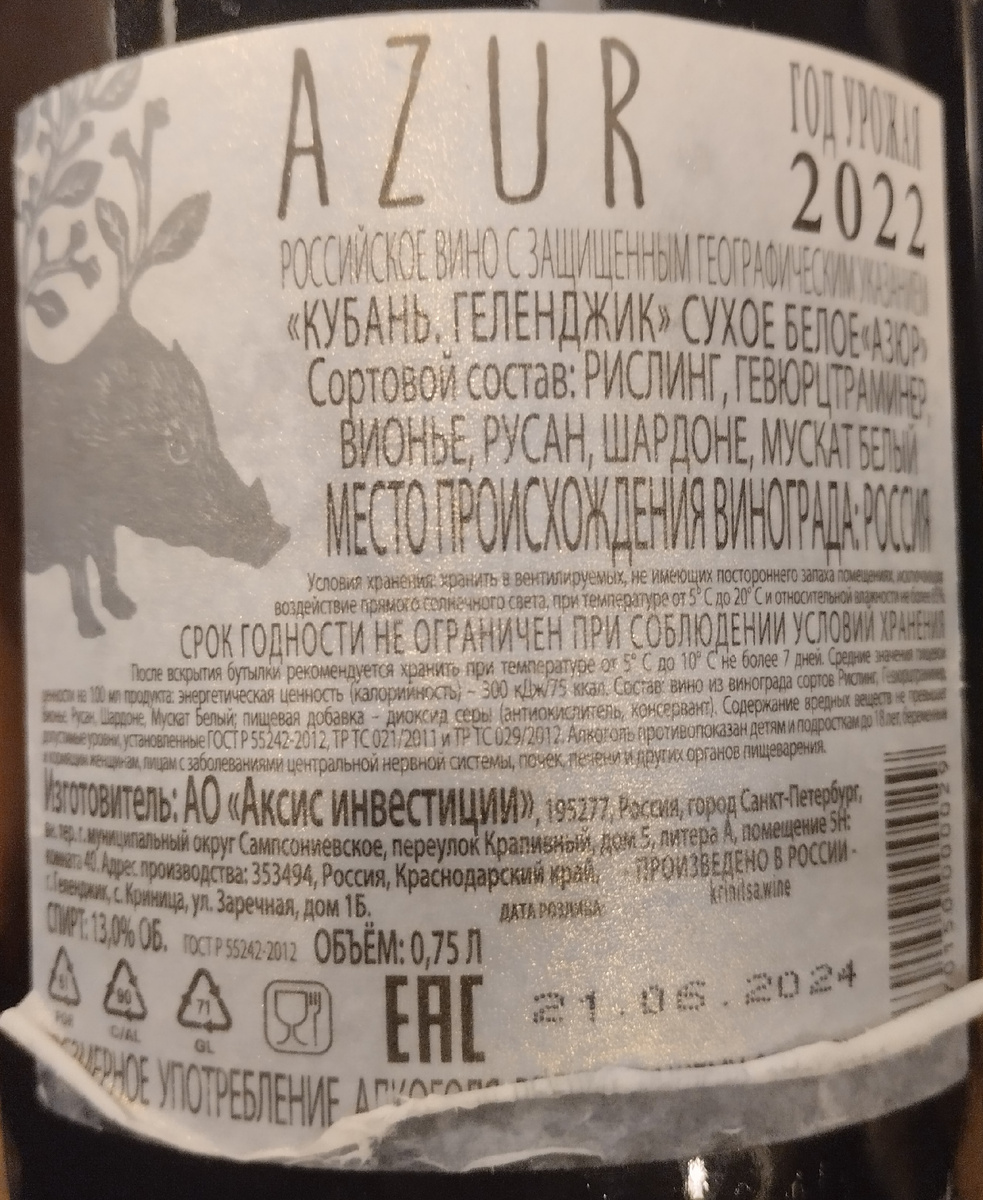 AZUR
ГОД УРОЖАЯ
2022
РОССИЙСКОЕ ВИНО С ЗАЩИЩЕННЫМ ГЕОГРАФИЧЕСКИМ УКАЗАНИЕМ
«КУБАНЬ. ГЕЛЕНДЖИК» СУХОЕ БЕЛОЕ «АЗЮР»
Сортовой состав: РИСЛИНГ, ГЕВЮРЦТРАМИНЕР,
ВИОНЬЕ, РУСАН, ШАРДОНЕ, МУСКАТ БЕЛЫЙ
МЕСТО ПРОИСХОЖДЕНИЯ ВИНОГРАДА: РОССИЯ
Условия хранения: хранить в вентилируемых, не имеющих постороннего запаха помещениях, исключающих
воздействие прямого солнечного света, при температуре от 5° С до 20° С и относительной влажности не более 85%.
СРОК ГОДНОСТИ НЕ ОГРАНИЧЕН ПРИ СОБЛЮДЕНИИ УСЛОВИЙ ХРАНЕНИЯ
После вскрытия бутылки рекомендуется хранить при температуре от 5° С до 10° С не более 7 дней. Средние значения пищевой
ценности на 100 мл продукта: энергетическая ценность (калорийность) – 300 кДж/75 ккал. Состав: вино из винограда сортов Рислинг, Гевюрцтраминер,
Вионье, Русан, Шардоне, Мускат Белый; пищевая добавка – диоксид серы (антиокислитель, консервант). Содержание вредных веществ не превышает
допустимые уровни, установленные ГОСТ Р 55242-2012, ТР ТС 021/2011 и ТР ТС 029/2012. Алкоголь противопоказан детям и подросткам до 18 лет, беременным
и кормящим женщинам, лицам с заболеваниями центральной нервной системы, почек, печени и других органов пищеварения.
Изготовитель: АО «Аксис инвестиции», 195277, Россия, город Санкт-Петербург,
вн. тер. г. муниципальный округ Сампсониевское, переулок Крапивный, дом 5, литера А, помещение 5Н:
комната 40. Адрес производства: 353494, Россия, Краснодарский край,
г. Геленджик, с. Криница, ул. Заречная, дом 1Б.
- ПРОИЗВЕДЕНО В РОССИИ -
krinitsa.wine
СПИРТ: 13,0% ОБ. ГОСТ Р 55242-2012 ОБЪЁМ: 0,75 Л
ДАТА РОЗЛИВА:
21.06.2024
90
C/AL
71
GL
EAC
УПОТРЕБЛЕНИЕ АЛКОГОЛЯ